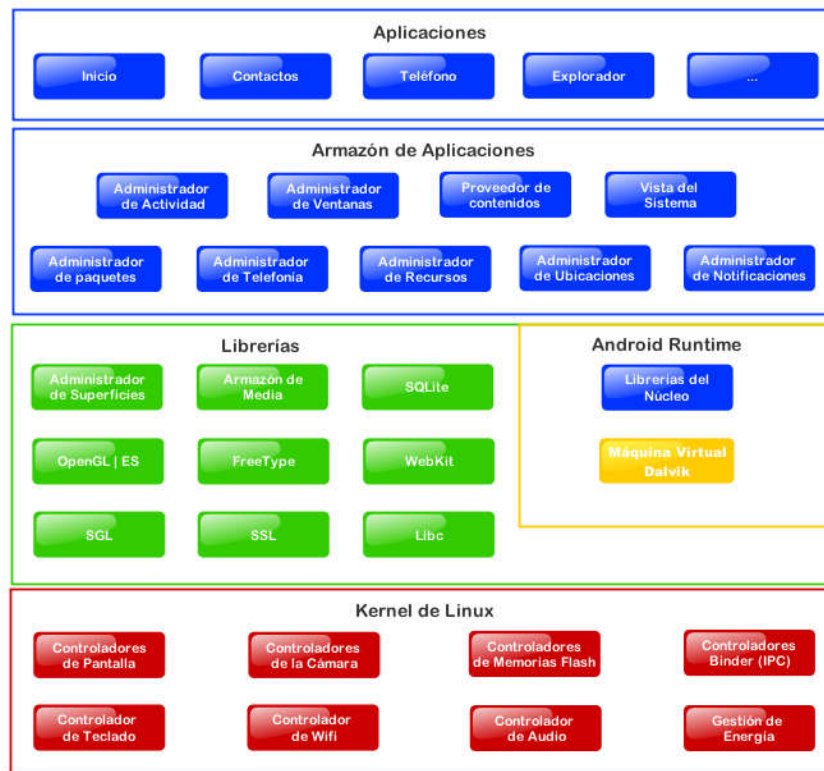 Aplicaciones
Inicio
Contactos
Teléfono
Explorador
...
Armazón de Aplicaciones
Administrador
de Actividad
Administrador
de Ventanas
Proveedor de
contenidos
Vista del
Sistema
Administrador
de paquetes
Administrador
de Telefonía
Administrador
de Recursos
Administrador
de Ubicaciones
Administrador
de Notificaciones
Librerías
Administrador
de Superficies
Armazón de
Media
SQLite
OpenGL | ES
FreeType
WebKit
SGL
SSL
Libc
Android Runtime
Librerias del
Núcleo
Máquina Virtual
Dalvik
Kernel de Linux
Controladores
de Pantalla
Controladores
de la Cámara
Controladores
de Memorias Flash
Controladores
Binder (IPC)
Controlador
de Teclado
Controlador
de Wifi
Controlador
de Audio
Gestión de
Energía